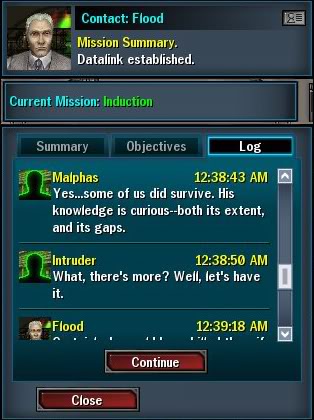 Contact: Flood
Mission Summary.
Datalink established.
Current Mission: Induction
Summary
Objectives
Log
Malphas 12:38:43 AM
Yes...some of us did survive. His
knowledge is curious--both its extent,
and its gaps.
Intruder 12:38:50 AM
What, there's more? Well, let's have
it.
Flood 12:39:18 AM
Continue
Close